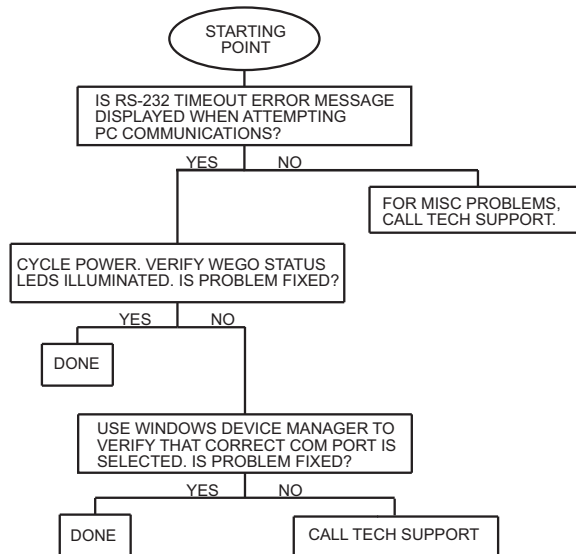 STARTING
POINT
IS RS-232 TIMEOUT ERROR MESSAGE
DISPLAYED WHEN ATTEMPTING
PC COMMUNICATIONS?
YES NO
FOR MISC PROBLEMS,
CALL TECH SUPPORT.
CYCLE POWER. VERIFY WEGO STATUS
LEDS ILLUMINATED. IS PROBLEM FIXED?
YES NO
DONE
USE WINDOWS DEVICE MANAGER TO
VERIFY THAT CORRECT COM PORT IS
SELECTED. IS PROBLEM FIXED?
YES NO
DONE
CALL TECH SUPPORT